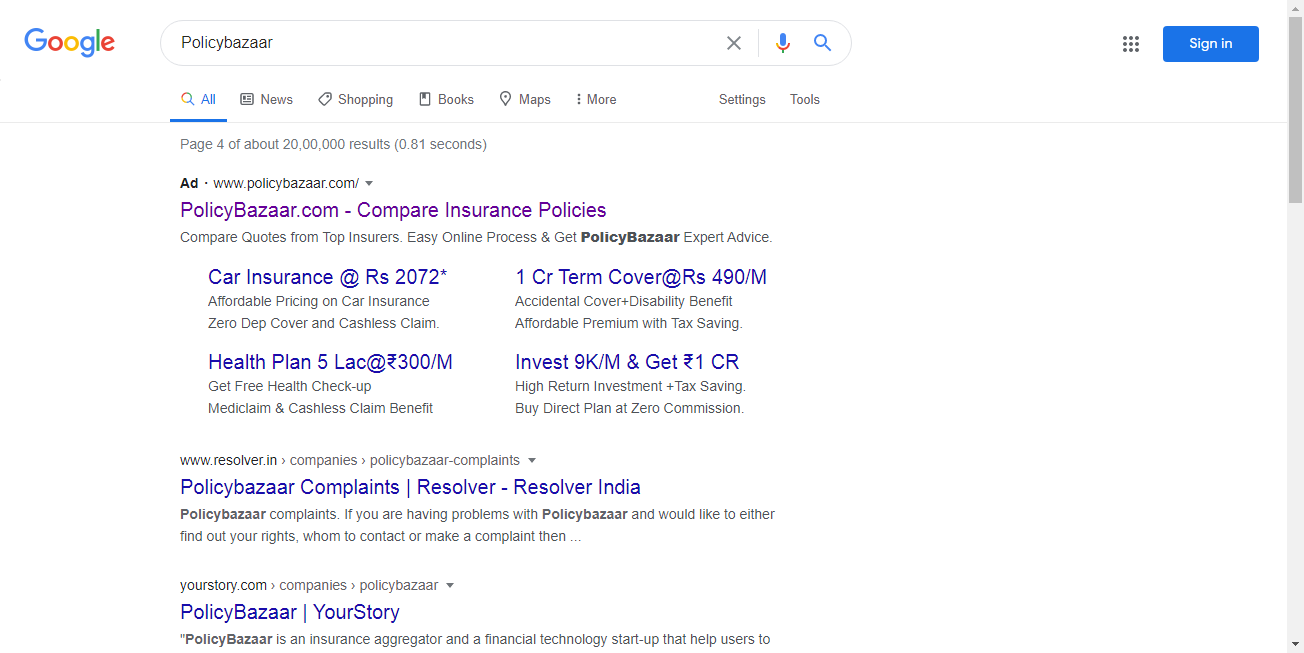 Google
Policybazaar
Sign in
All News Shopping Books Maps More Settings Tools
Page 4 of about 20,00,000 results (0.81 seconds)
Ad · www.policybazaar.com/
PolicyBazaar.com - Compare Insurance Policies
Compare Quotes from Top Insurers. Easy Online Process & Get PolicyBazaar Expert Advice.
Car Insurance @ Rs 2072*
Affordable Pricing on Car Insurance
Zero Dep Cover and Cashless Claim.
1 Cr Term Cover@Rs 490/M
Accidental Cover+Disability Benefit
Affordable Premium with Tax Saving.
Health Plan 5 Lac@₹300/M
Get Free Health Check-up
Mediclaim & Cashless Claim Benefit
Invest 9K/M & Get ₹1 CR
High Return Investment +Tax Saving.
Buy Direct Plan at Zero Commission.
www.resolver.in › companies › policybazaar-complaints
Policybazaar Complaints | Resolver - Resolver India
Policybazaar complaints. If you are having problems with Policybazaar and would like to either
find out your rights, whom to contact or make a complaint then ...
yourstory.com › companies › policybazaar
PolicyBazaar | YourStory
"PolicyBazaar is an insurance aggregator and a financial technology start-up that help users to